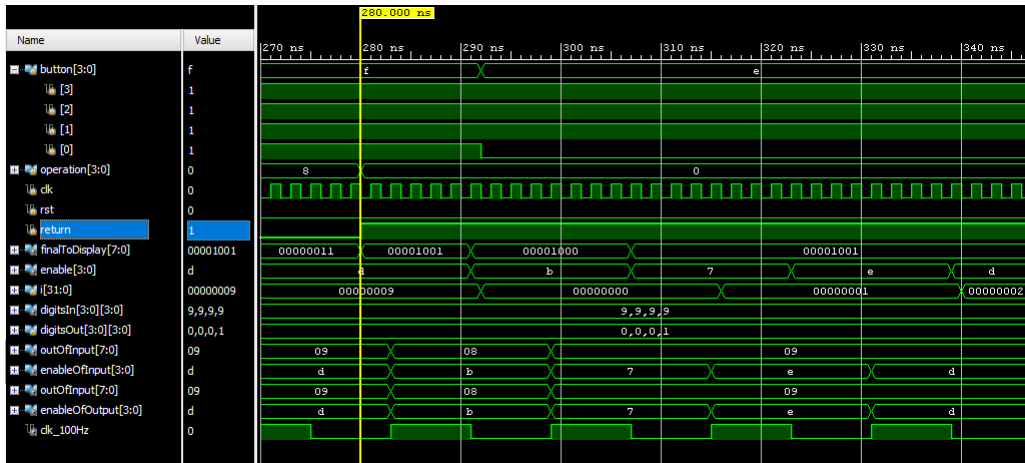 280.000 ns
Name Value
270 ns 280 ns 290 ns 300 ns 310 ns 320 ns 330 ns 340 ns
button[3:0] f f e
[3] 1
[2] 1
[1] 1
[0] 1
operation[3:0] 0 8 0
clk 0
rst 0
return 1
finalToDisplay[7:0] 00001001 00000011 00001001 00001000 00001001
enable[3:0] d d b 7 e d
i[31:0] 00000009 00000009 00000000 00000001 00000002
digitsIn[3:0][3:0] 9,9,9,9 9,9,9,9
digitsOut[3:0][3:0] 0,0,0,1 0,0,0,1
outOfInput[7:0] 09 09 08 09
enableOfInput[3:0] d d b 7 e d
outOfInput[7:0] 09 09 08 09
enableOfOutput[3:0] d d b 7 e d
clk_100Hz 0